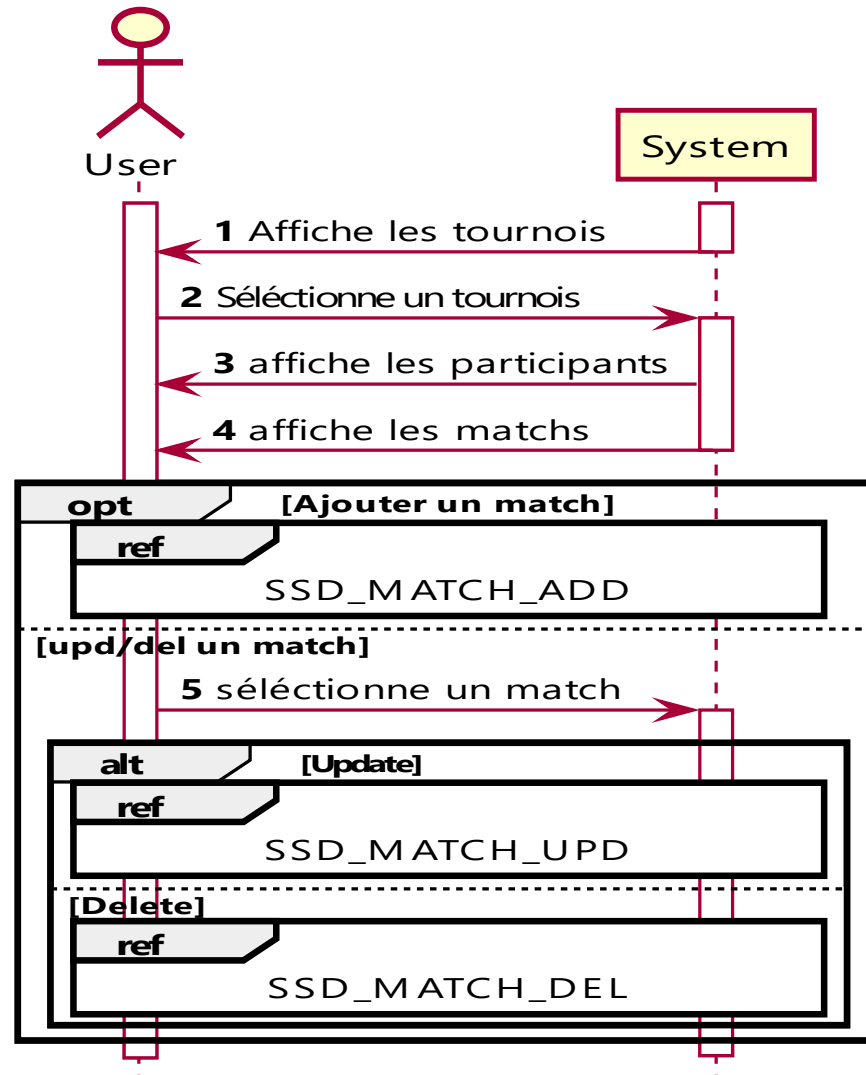 User
System
1 Affiche les tournois
2 Séléctionne un tournois
3 affiche les participants
4 affiche les matchs
opt [Ajouter un match]
ref
SSD_MATCH_ADD
[upd/del un match]
5 séléctionne un match
alt [Update]
ref
SSD_MATCH_UPD
[Delete]
ref
SSD_MATCH_DEL